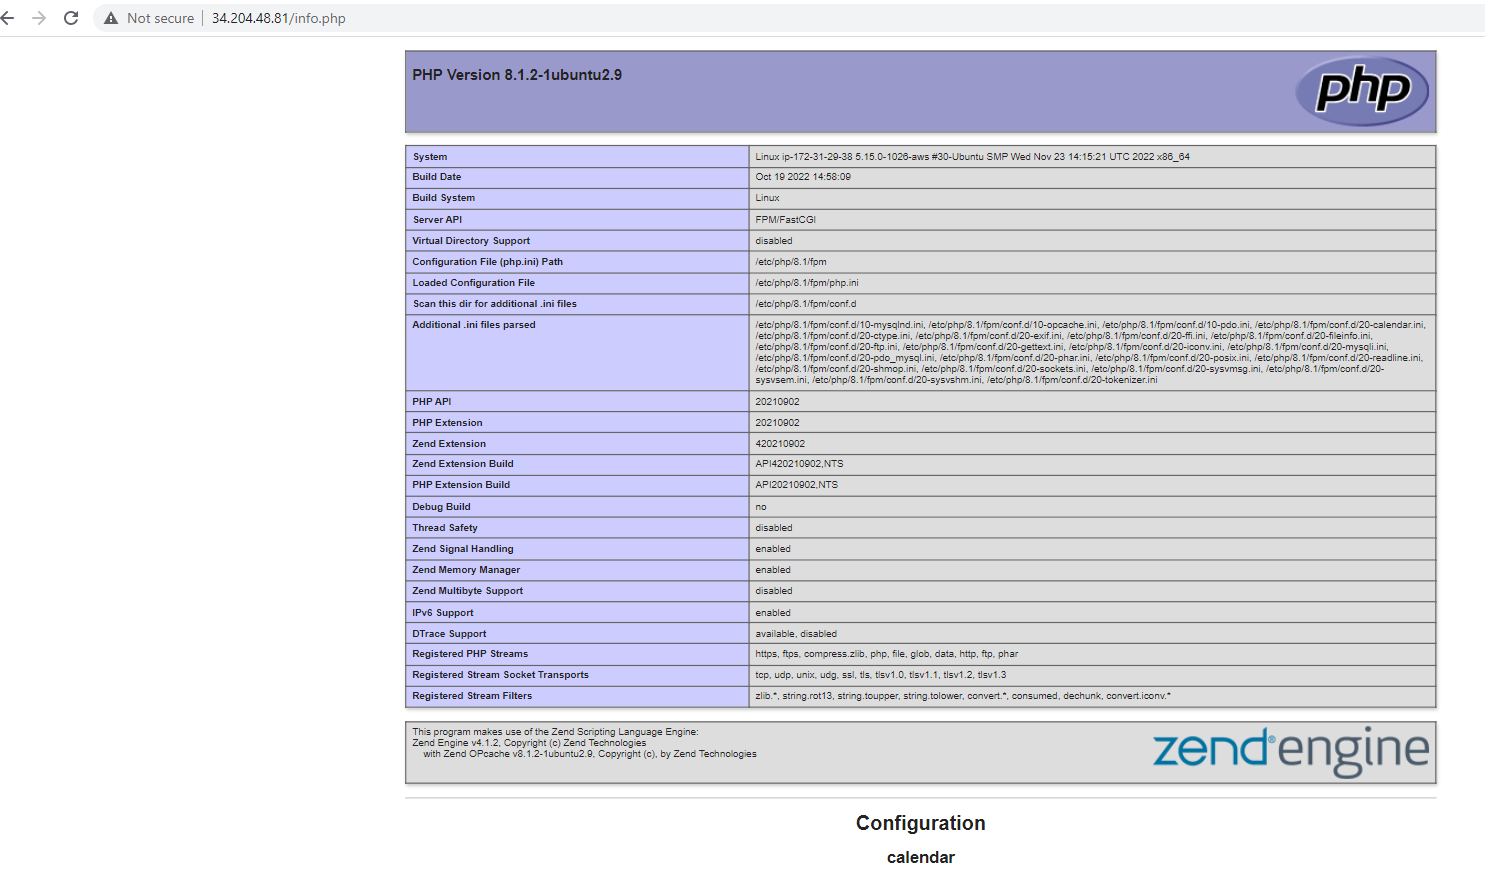 Not secure 34.204.48.81/info.php
PHP Version 8.1.2-1ubuntu2.9
php
System Linux ip-172-31-29-38 5.15.0-1026-aws #30-Ubuntu SMP Wed Nov 23 14:15:21 UTC 2022 x86_64
Build Date Oct 19 2022 14:58:09
Build System Linux
Server API FPM/FastCGI
Virtual Directory Support disabled
Configuration File (php.ini) Path /etc/php/8.1/fpm
Loaded Configuration File /etc/php/8.1/fpm/php.ini
Scan this dir for additional .ini files /etc/php/8.1/fpm/conf.d
Additional .ini files parsed /etc/php/8.1/fpm/conf.d/10-mysqlnd.ini, /etc/php/8.1/fpm/conf.d/10-opcache.ini, /etc/php/8.1/fpm/conf.d/10-pdo.ini, /etc/php/8.1/fpm/conf.d/20-calendar.ini,
/etc/php/8.1/fpm/conf.d/20-ctype.ini, /etc/php/8.1/fpm/conf.d/20-exif.ini, /etc/php/8.1/fpm/conf.d/20-ffi.ini, /etc/php/8.1/fpm/conf.d/20-fileinfo.ini,
/etc/php/8.1/fpm/conf.d/20-ftp.ini, /etc/php/8.1/fpm/conf.d/20-gettext.ini, /etc/php/8.1/fpm/conf.d/20-iconv.ini, /etc/php/8.1/fpm/conf.d/20-mysqli.ini,
/etc/php/8.1/fpm/conf.d/20-pdo_mysql.ini, /etc/php/8.1/fpm/conf.d/20-phar.ini, /etc/php/8.1/fpm/conf.d/20-posix.ini, /etc/php/8.1/fpm/conf.d/20-readline.ini,
/etc/php/8.1/fpm/conf.d/20-shmop.ini, /etc/php/8.1/fpm/conf.d/20-sockets.ini, /etc/php/8.1/fpm/conf.d/20-sysvmsg.ini, /etc/php/8.1/fpm/conf.d/20-
sysvsem.ini, /etc/php/8.1/fpm/conf.d/20-sysvshm.ini, /etc/php/8.1/fpm/conf.d/20-tokenizer.ini
PHP API 20210902
PHP Extension 20210902
Zend Extension 420210902
Zend Extension Build API420210902,NTS
PHP Extension Build API20210902,NTS
Debug Build no
Thread Safety disabled
Zend Signal Handling enabled
Zend Memory Manager enabled
Zend Multibyte Support disabled
IPv6 Support enabled
DTrace Support available, disabled
Registered PHP Streams https, ftps, compress.zlib, php, file, glob, data, http, ftp, phar
Registered Stream Socket Transports tcp, udp, unix, udg, ssl, tls, tlsv1.0, tlsv1.1, tlsv1.2, tlsv1.3
Registered Stream Filters zlib.*, string.rot13, string.toupper, string.tolower, convert.*, consumed, dechunk, convert.iconv.*
This program makes use of the Zend Scripting Language Engine:
Zend Engine v4.1.2, Copyright (c) Zend Technologies
with Zend OPcache v8.1.2-1ubuntu2.9, Copyright (c), by Zend Technologies
zend® engine
Configuration
calendar